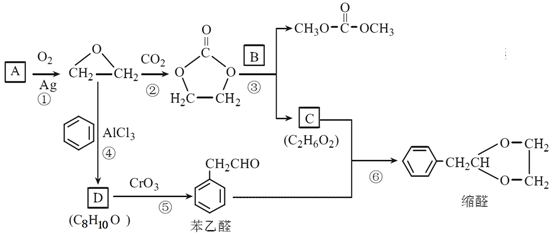 A
O₂
Ag
①
O
CH₂
CH₂
CO₂
②
O
O
O
CH₂
CH₂
B
③
O
CH₃O
OCH₃
C
(C₂H₆O₂)
AlCl₃
④
D
(C₈H₁₀O )
CrO₃
⑤
CH₂CHO
苯乙醛
⑥
CH₂CH
O
O
CH₂
CH₂
缩醛